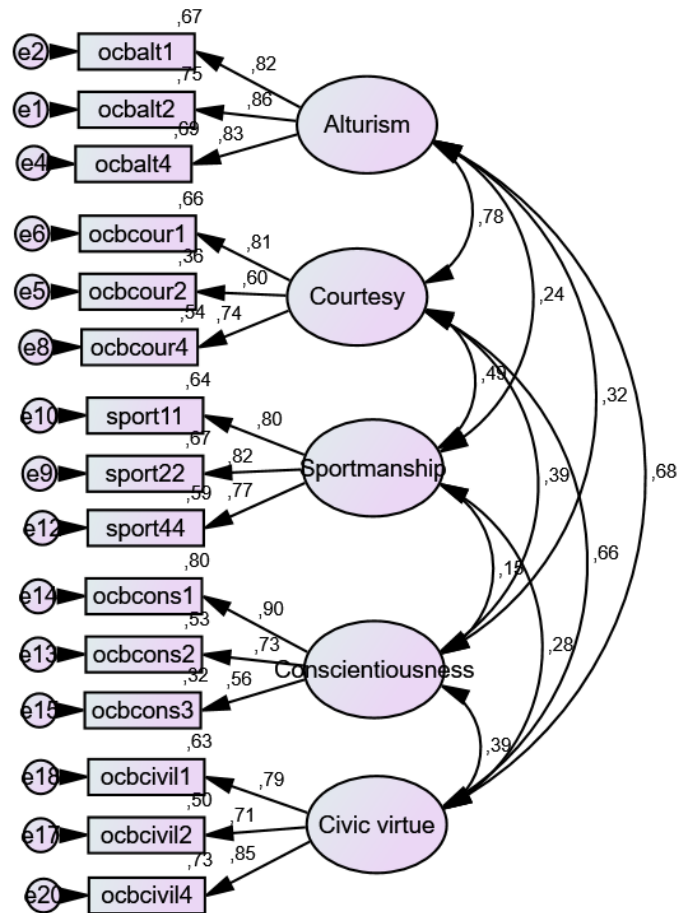 ,67
e2 ocbalt1 ,82
,75
e1 ocbalt2 ,86 Alturism
,69 ,83
e4 ocbalt4
,78
,66
e6 ocbcour1 ,81
,36
e5 ocbcour2 ,60 Courtesy ,24
,54 ,74
e8 ocbcour4
,49
,64
e10 sport11 ,80 ,32
,67
e9 sport22 ,82 Sportmanship ,39 ,68
,59 ,77
e12 sport44
,66
,80 ,15
e14 ocbcons1 ,90
,53
e13 ocbcons2 ,73 Conscientiousness ,28
,32 ,56
e15 ocbcons3
,63 ,39
e18 ocbcivil1 ,79
,50
e17 ocbcivil2 ,71 Civic virtue
,73 ,85
e20 ocbcivil4